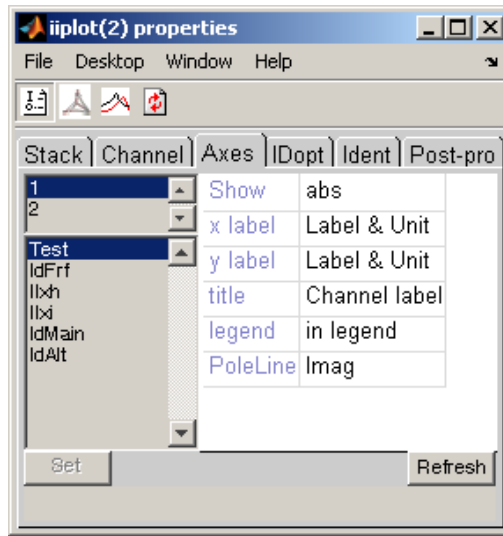 iiplot(2) properties
File Desktop Window Help
Stack Channel Axes IDopt Ident Post-pro
1
2
Test
IdFrf
IIxh
IIxi
IdMain
IdAlt
Show abs
x label Label & Unit
y label Label & Unit
title Channel label
legend in legend
PoleLine Imag
Set Refresh